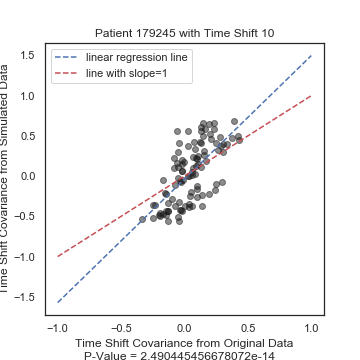 Patient 179245 with Time Shift 10
linear regression line
line with slope=1
1.5
1.0
0.5
0.0
−0.5
−1.0
−1.5
Time Shift Covariance from Simulated Data
−1.0
−0.5
0.0
0.5
1.0
Time Shift Covariance from Original Data
P-Value = 2.490445456678072e-14